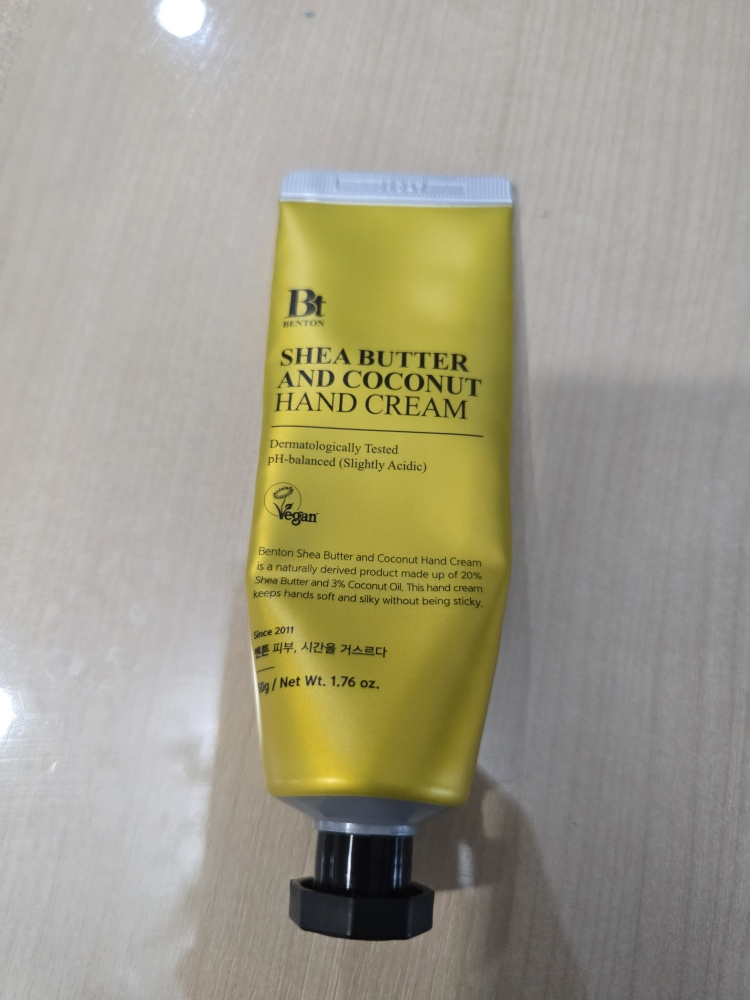 Bt
BENTON
SHEA BUTTER
AND COCONUT
HAND CREAM
Dermatologically Tested
pH-balanced (Slightly Acidic)
Vegan
Benton Shea Butter and Coconut Hand Cream
is a naturally derived product made up of 20%
Shea Butter and 3% Coconut Oil. This hand cream
keeps hands soft and silky without being sticky.
Since 2011
벤튼 피부, 시간을 거스르다
50g / Net Wt. 1.76 oz.